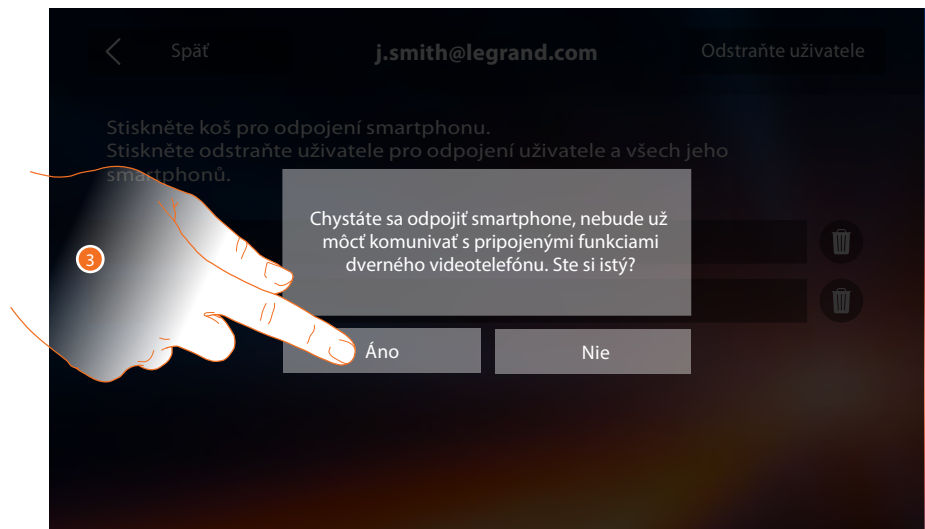 Späť
j.smith@legrand.com
Odstraňte uživatele
Stiskněte koš pro odpojení smartphonu.
Stiskněte odstraňte uživatele pro odpojení uživatele a všech jeho
smartphonů.
Chystáte sa odpojiť smartphone, nebude už
môcť komunivať s pripojenými funkciami
dverného videotelefónu. Ste si istý?
3
Áno
Nie